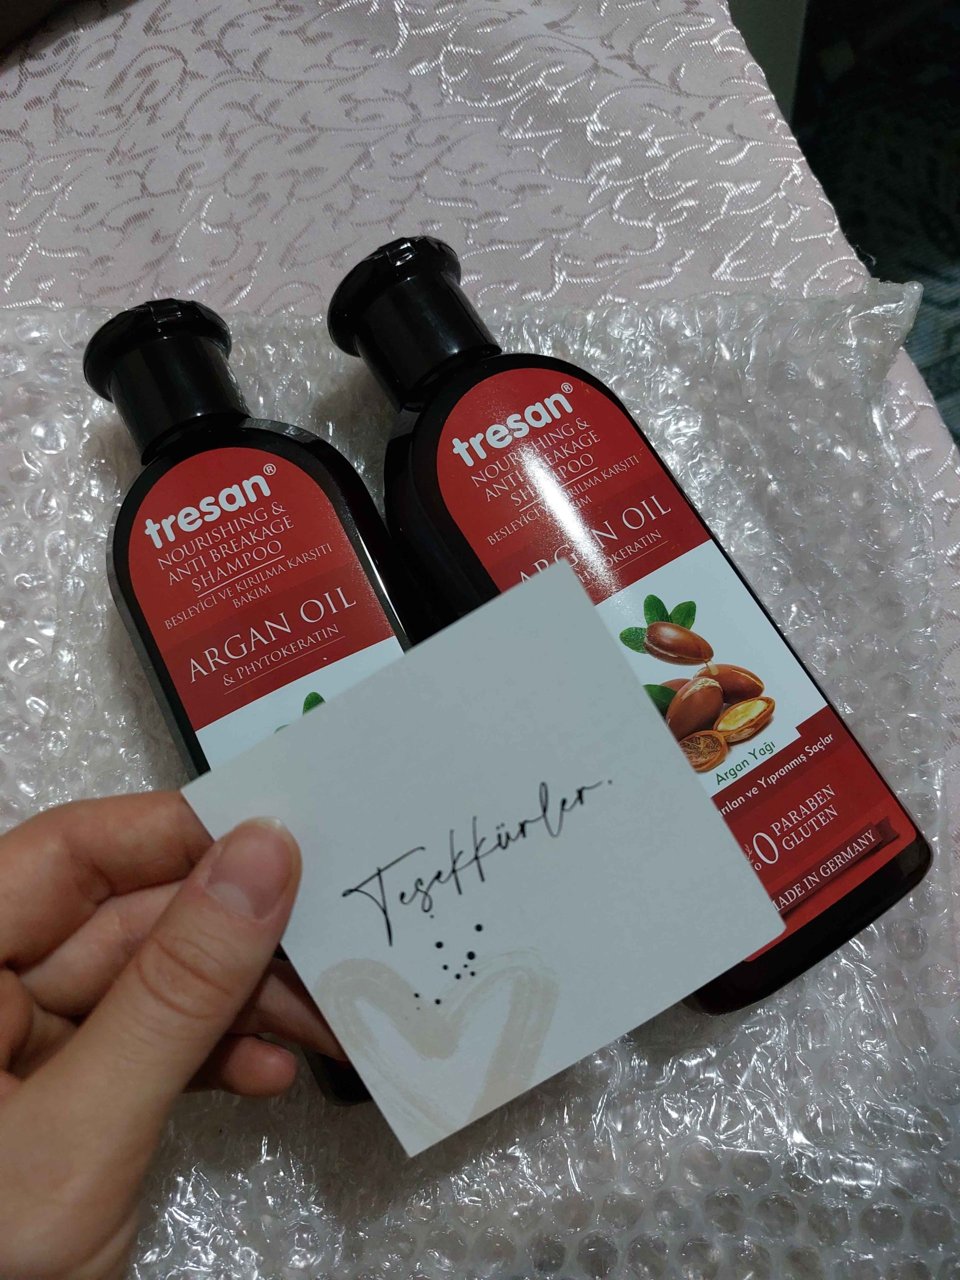 tresan®
NOURISHING &
ANTI BREAKAGE
SHAMPOO
BESLEYİCİ VE KIRILMA KARŞITI
BAKIM
ARGAN OIL
& PHYTOKERATIN
tresan®
NOURISHING &
ANTI BREAKAGE
SHAMPOO
BESLEYİCİ KIRILMA KARŞITI
BAKIM
ARGAN OIL
PHYTOKERATIN
Argan Yağı
ve Yıpranmış Saçlar
%0 PARABEN
GLUTEN
MADE IN GERMANY
Teşekkürler.